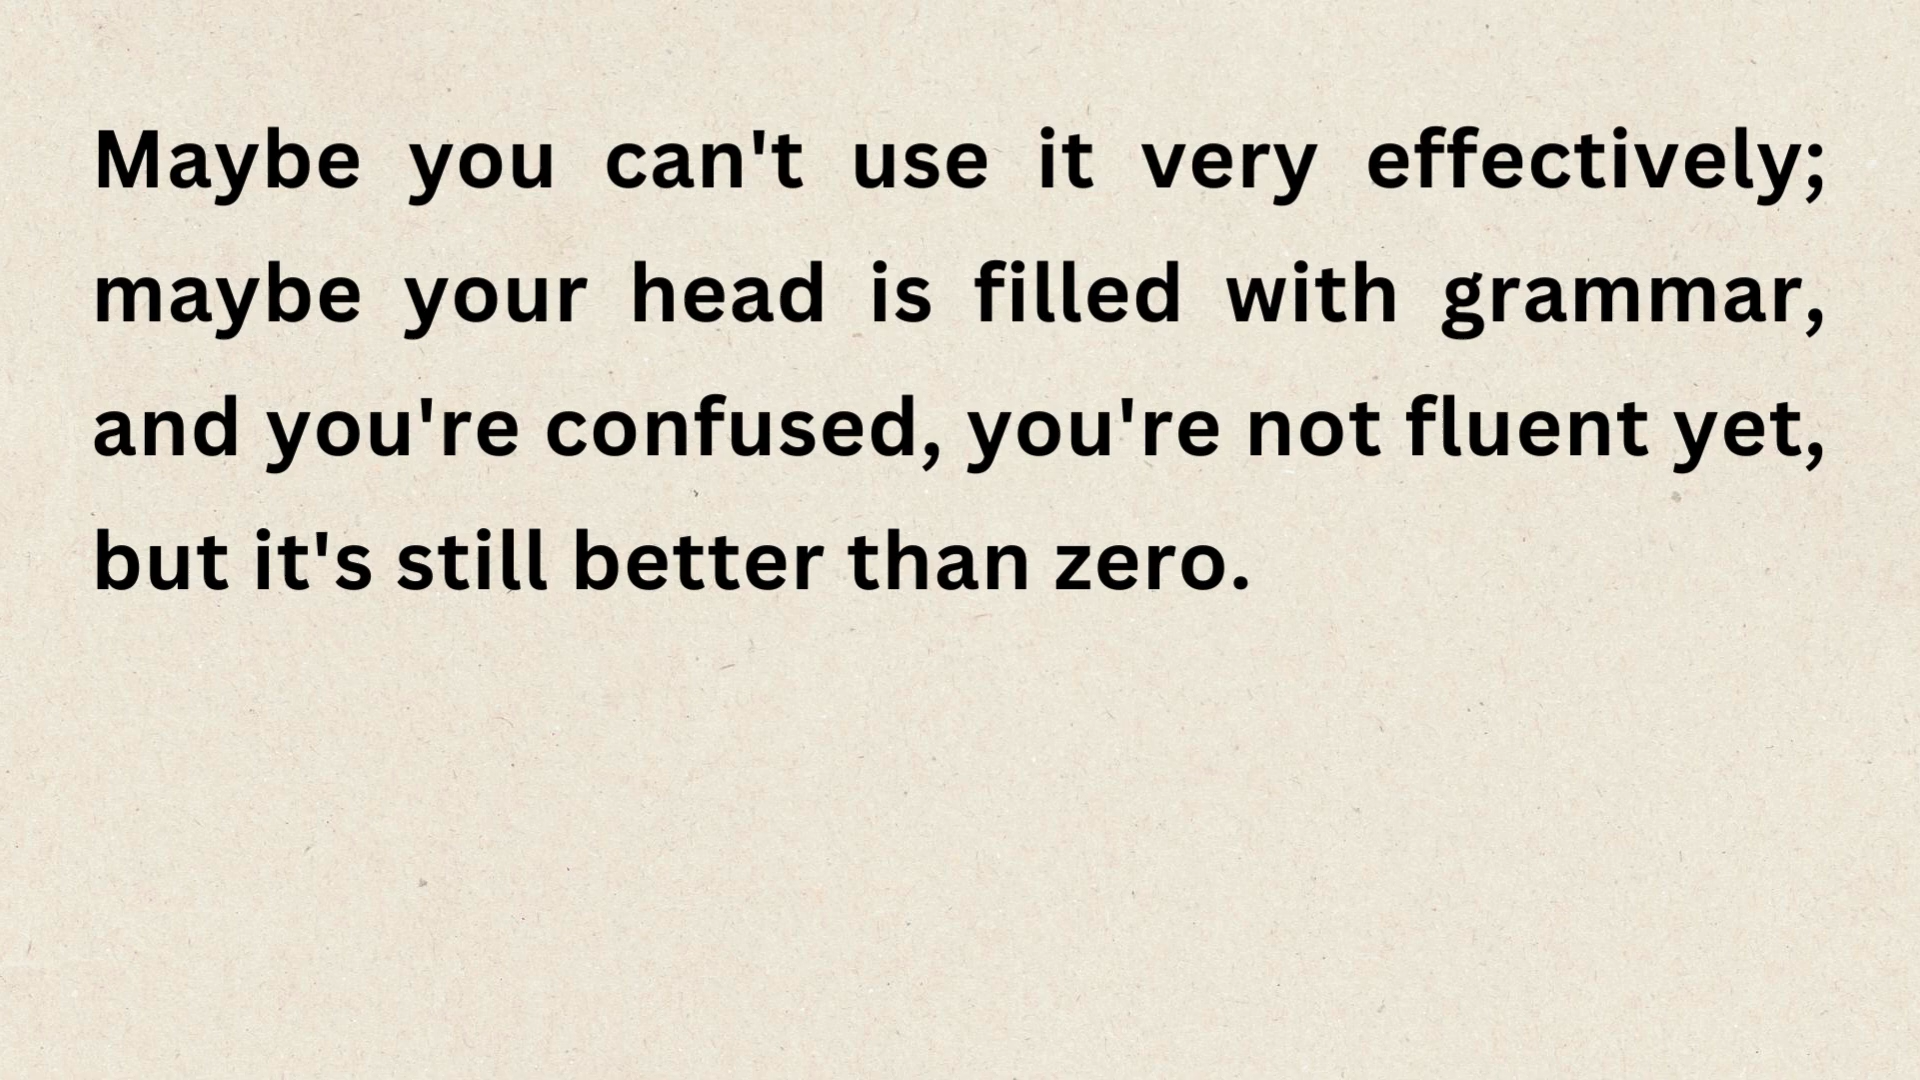 Maybe you can't use it very effectively;
maybe your head is filled with grammar,
and you're confused, you're not fluent yet,
but it's still better than zero.